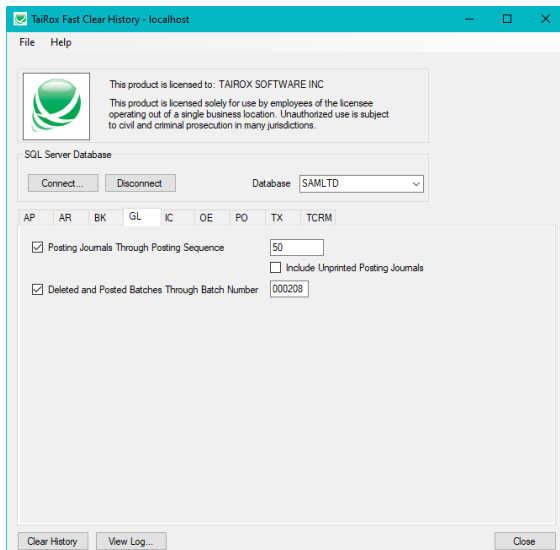 TaiRox Fast Clear History - localhost
File Help
This product is licensed to: TAIROX SOFTWARE INC
This product is licensed solely for use by employees of the licensee
operating out of a single business location. Unauthorized use is subject
to civil and criminal prosecution in many jurisdictions.
SQL Server Database
Connect... Disconnect Database SAMLTD
AP AR BK GL IC OE PO TX TCRM
Posting Journals Through Posting Sequence 50
Include Unprinted Posting Journals
Deleted and Posted Batches Through Batch Number 000208
Clear History View Log... Close